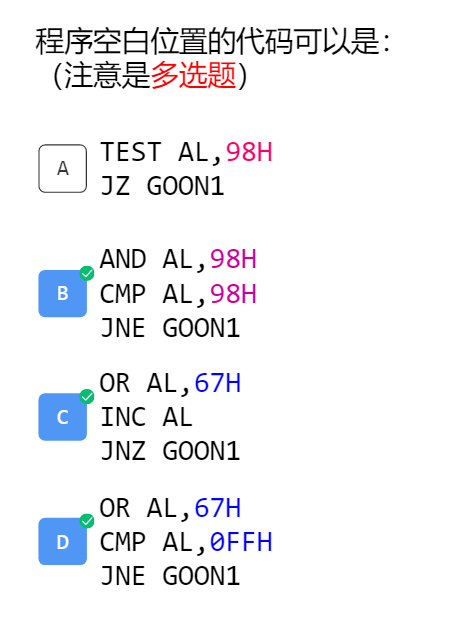 程序空白位置的代码可以是：
（注意是多选题）
A
TEST AL,98H
JZ GOON1
B
AND AL,98H
CMP AL,98H
JNE GOON1
C
OR AL,67H
INC AL
JNZ GOON1
D
OR AL,67H
CMP AL,0FFH
JNE GOON1